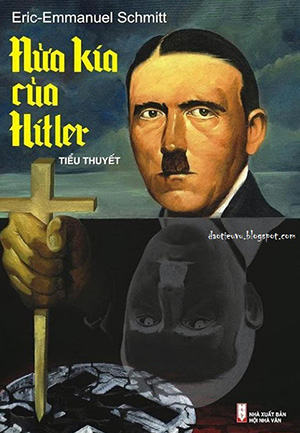 Eric-Emmanuel Schmitt
Nửa kia
của
Hitler
TIỂU THUYẾT
daotieuvu.blogspot.com
NHÀ XUẤT BẢN
HỘI NHÀ VĂN